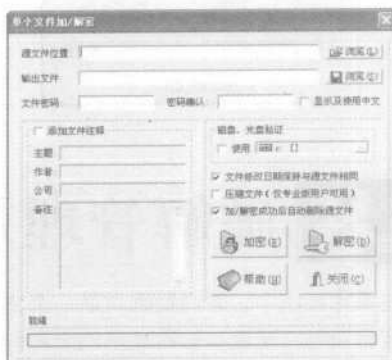 单个文件加/解密
源文件位置 浏览(L)
输出文件 浏览(Q)
文件密码 密码确认 显示及使用中文
添加文件注释
主题
作者
公司
备注
磁盘、光盘验证
使用
文件修改日期保持与源文件相同
压缩文件(仅专业版用户可用)
加/解密成功后自动删除源文件
加密(E) 解密(D)
帮助(H) 关闭(C)
就绪